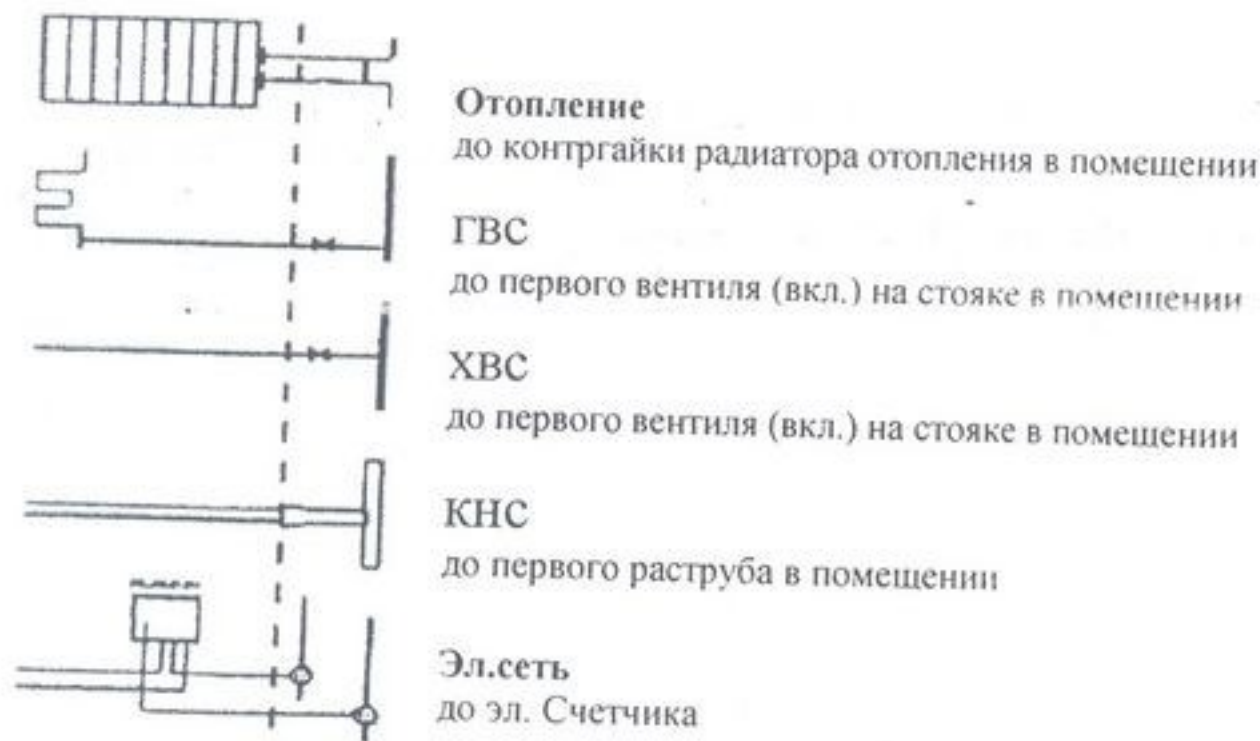 Отопление
до контргайки радиатора отопления в помещении
ГВС
до первого вентиля (вкл.) на стояке в помещении
ХВС
до первого вентиля (вкл.) на стояке в помещении
КНС
до первого раструба в помещении
Эл.сеть
до эл. Счетчика